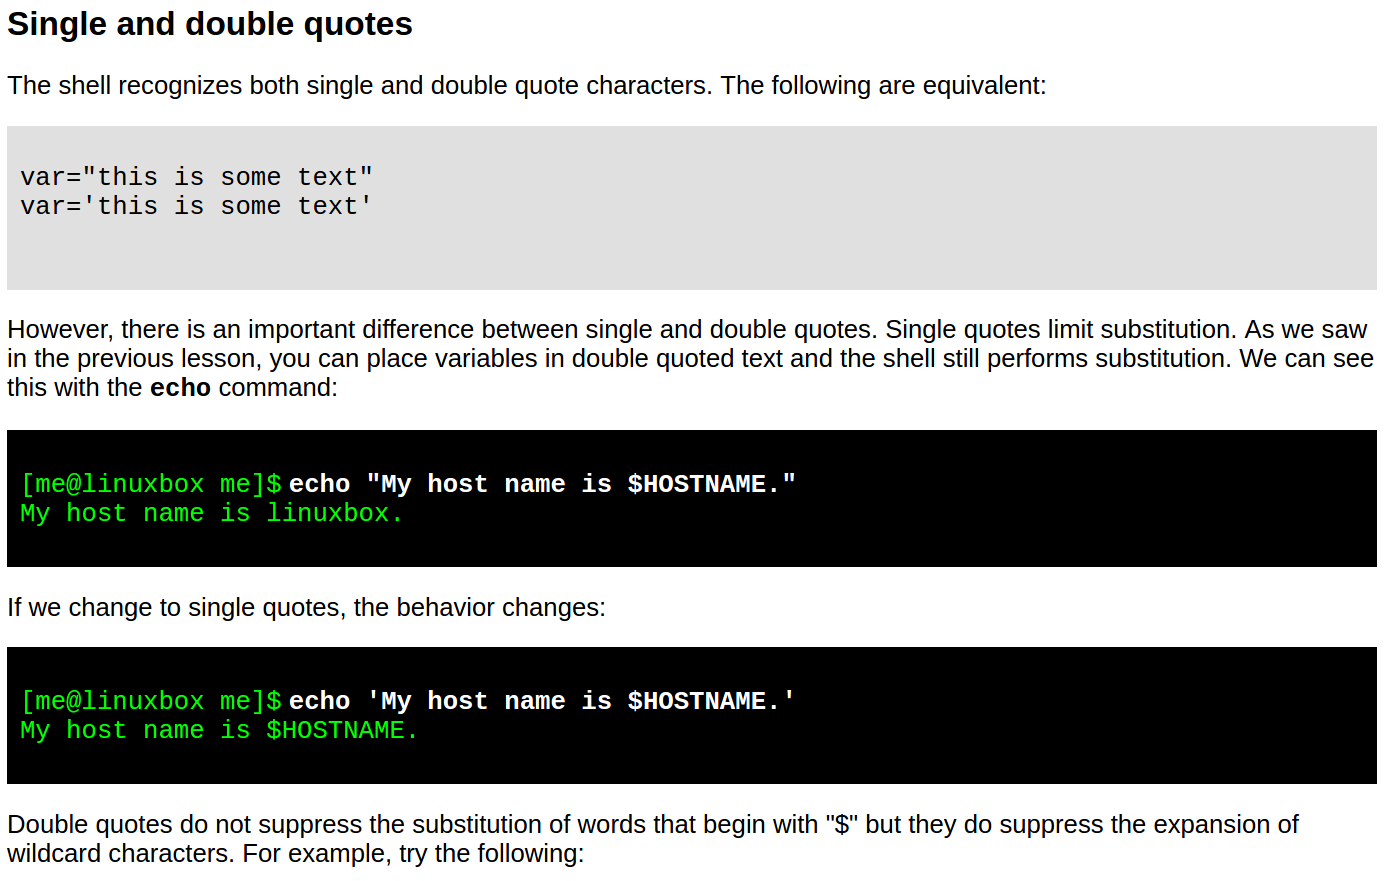 Single and double quotes
The shell recognizes both single and double quote characters. The following are equivalent:
var="this is some text"
var='this is some text'
However, there is an important difference between single and double quotes. Single quotes limit substitution. As we saw
in the previous lesson, you can place variables in double quoted text and the shell still performs substitution. We can see
this with the echo command:
[me@linuxbox me]$ echo "My host name is $HOSTNAME."
My host name is linuxbox.
If we change to single quotes, the behavior changes:
[me@linuxbox me]$ echo 'My host name is $HOSTNAME.'
My host name is $HOSTNAME.
Double quotes do not suppress the substitution of words that begin with "$" but they do suppress the expansion of
wildcard characters. For example, try the following: